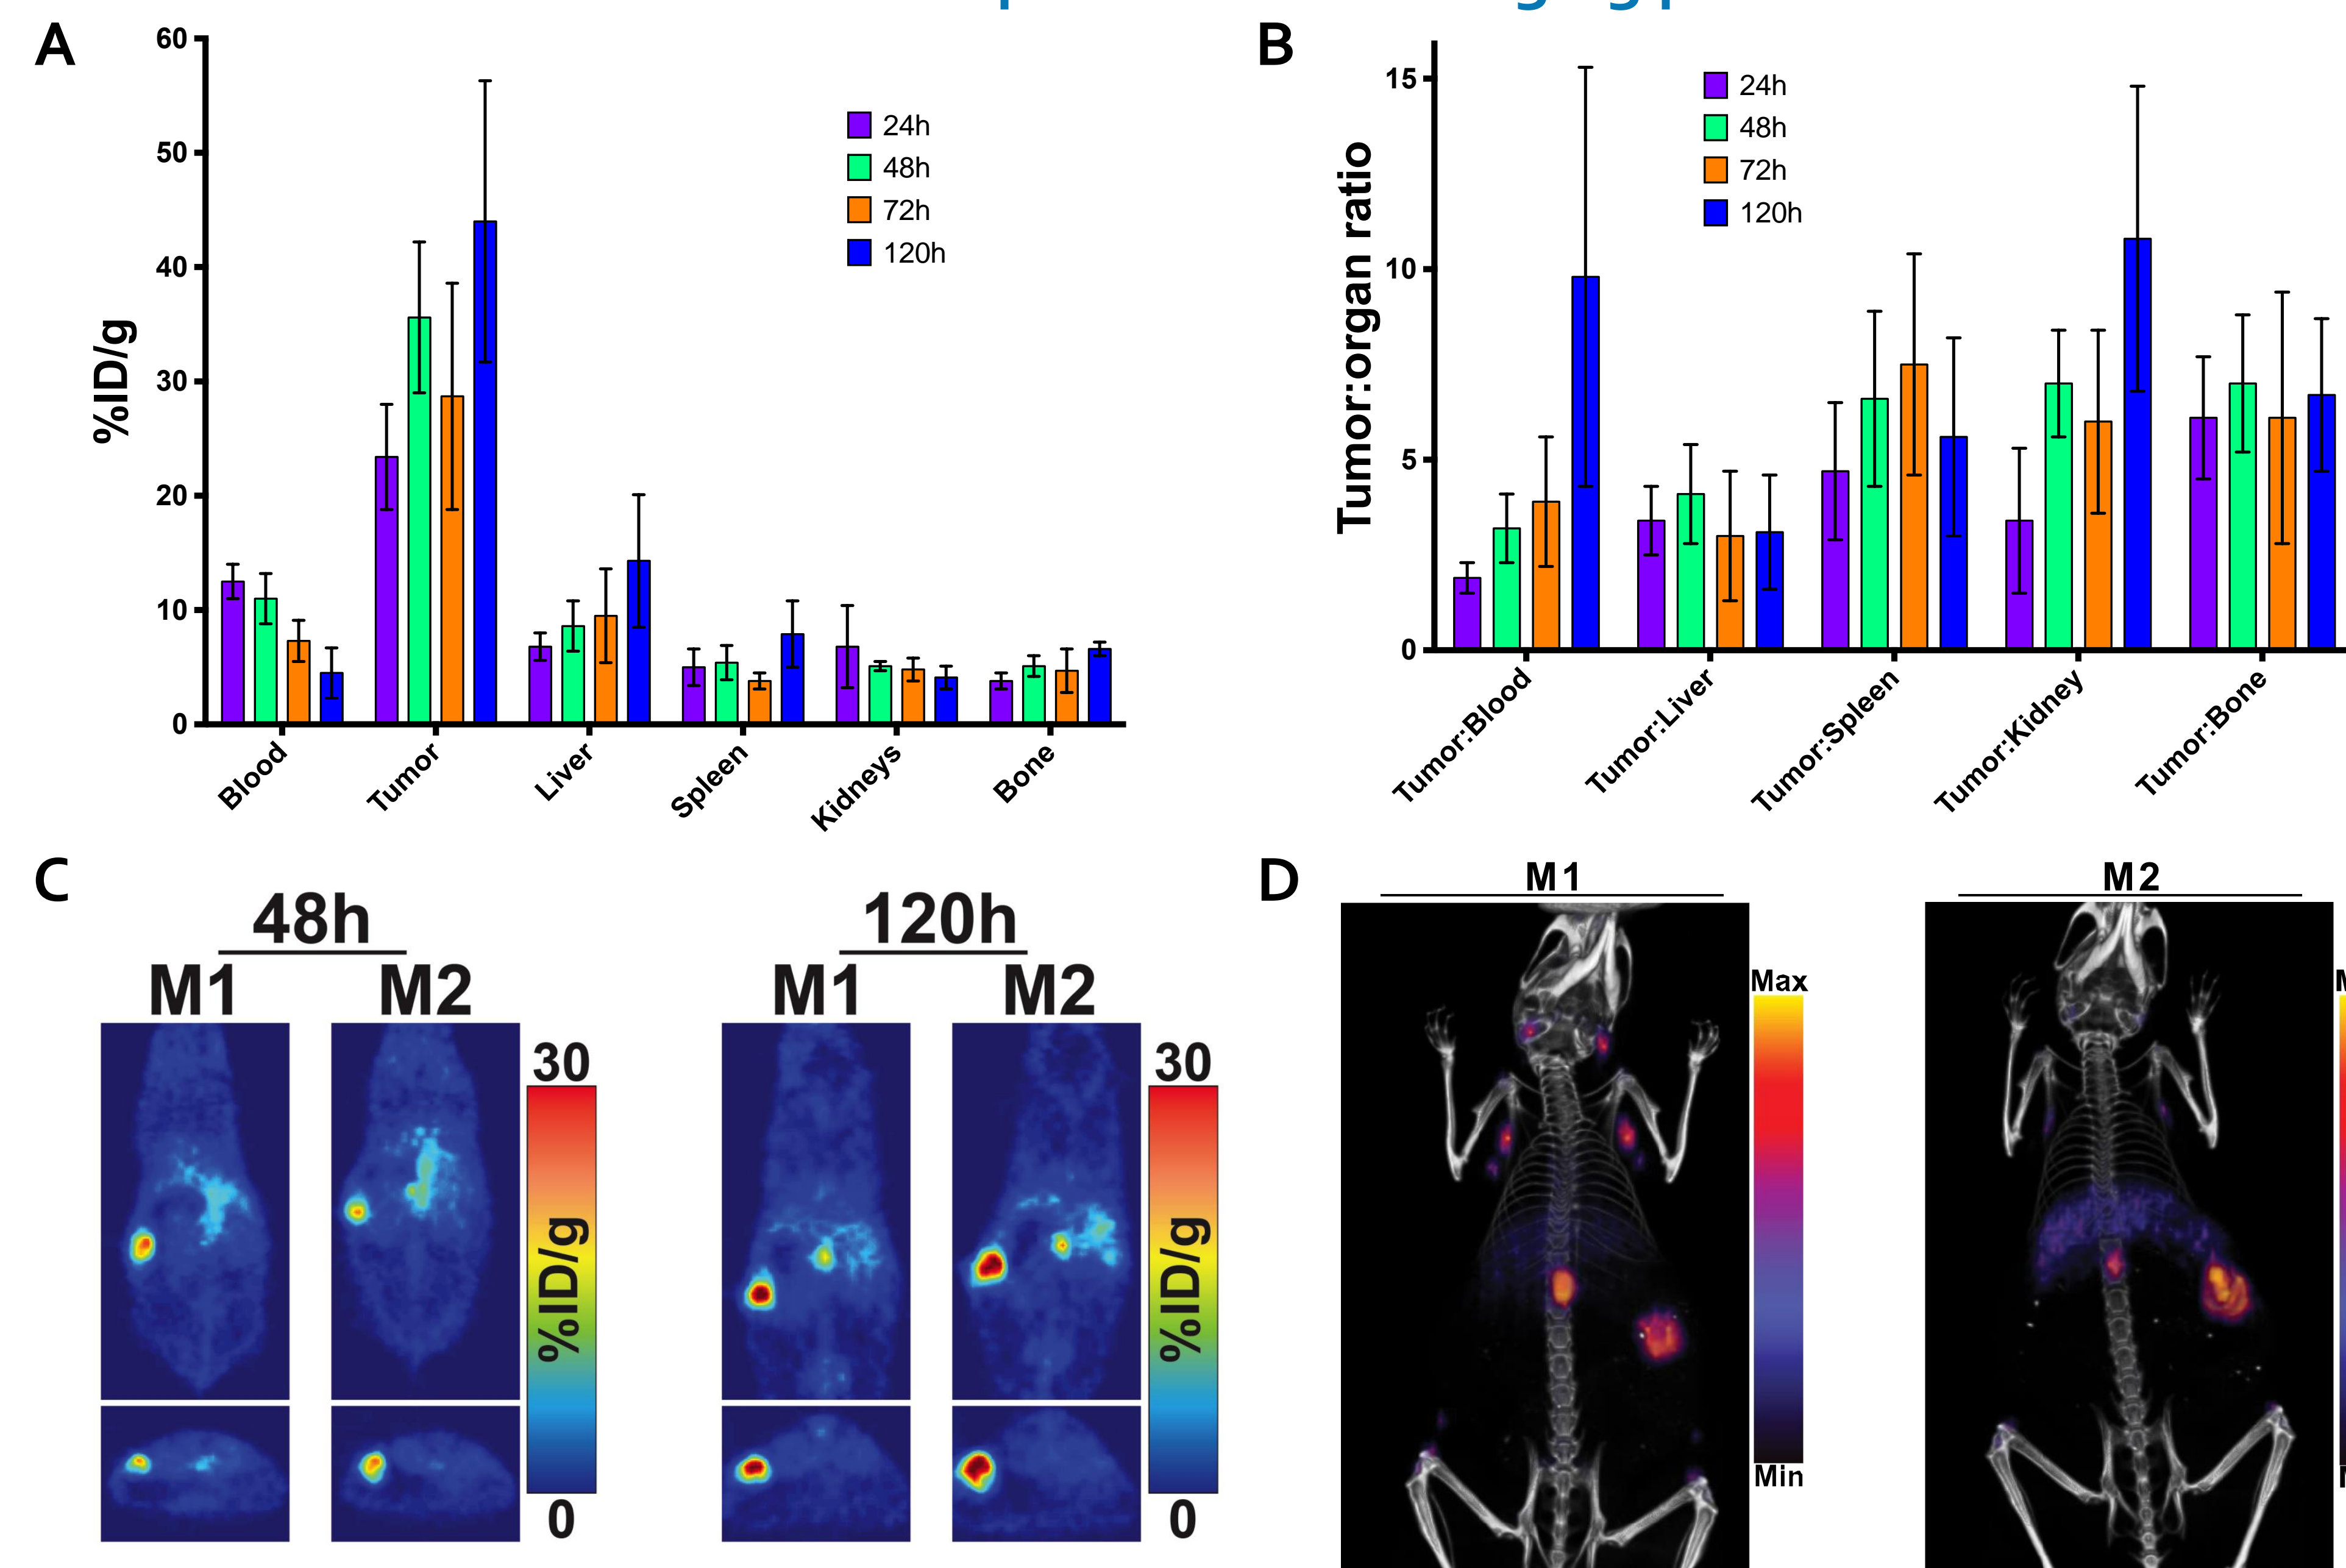 A
60
50
40
30
20
10
0
%ID/g
24h
48h
72h
120h
Blood
Tumor
Liver
Spleen
Kidneys
Bone
B
15
10
5
0
Tumor:organ ratio
24h
48h
72h
120h
Tumor:Blood
Tumor:Liver
Tumor:Spleen
Tumor:Kidney
Tumor:Bone
C
48h
M1 M2
30
%ID/g
0
120h
M1 M2
30
%ID/g
0
D
M1
Max
Min
M2